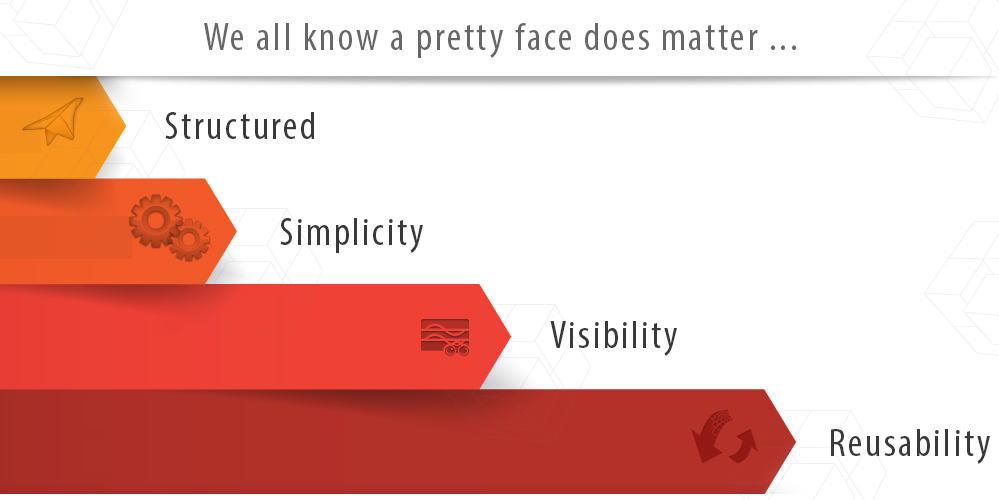 We all know a pretty face does matter ...
Structured
Simplicity
Visibility
Reusability